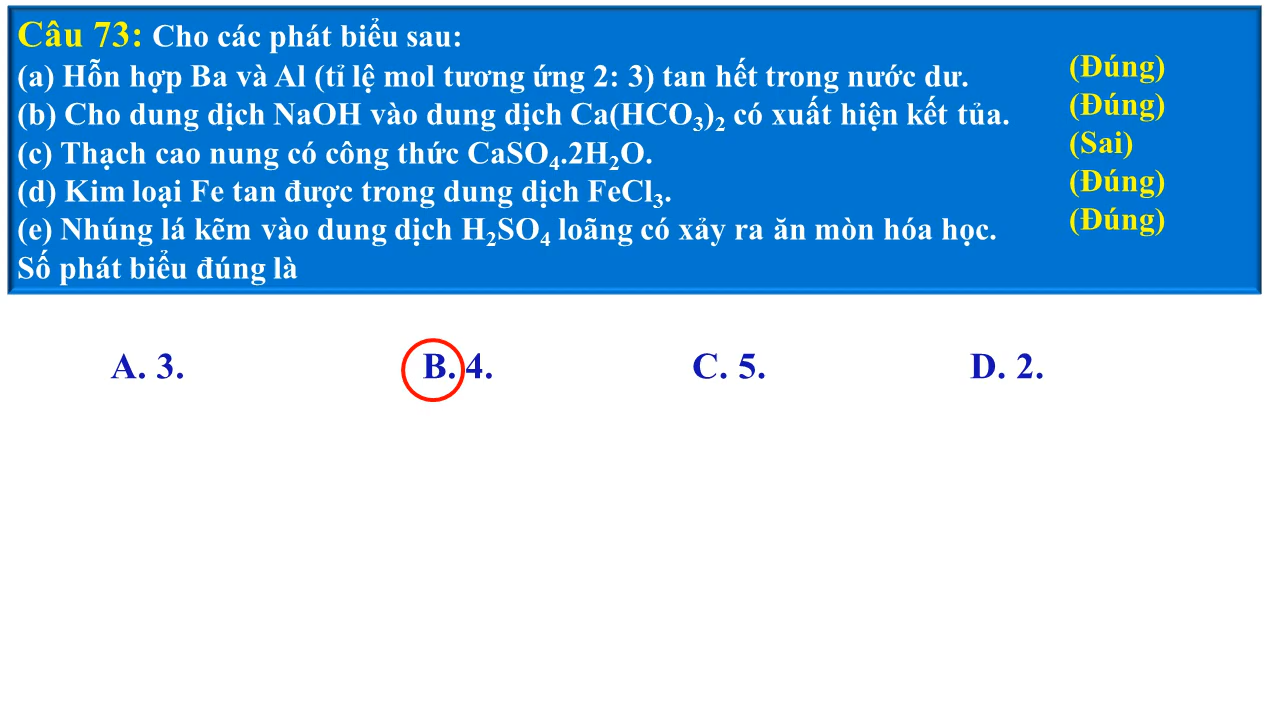 Câu 73: Cho các phát biểu sau:
(a) Hỗn hợp Ba và Al (tỉ lệ mol tương ứng 2: 3) tan hết trong nước dư. (Đúng)
(b) Cho dung dịch NaOH vào dung dịch Ca(HCO₃)₂ có xuất hiện kết tủa. (Đúng)
(c) Thạch cao nung có công thức CaSO₄.2H₂O. (Sai)
(d) Kim loại Fe tan được trong dung dịch FeCl₃. (Đúng)
(e) Nhúng lá kẽm vào dung dịch H₂SO₄ loãng có xảy ra ăn mòn hóa học. (Đúng)
Số phát biểu đúng là
A. 3. B. 4. C. 5. D. 2.